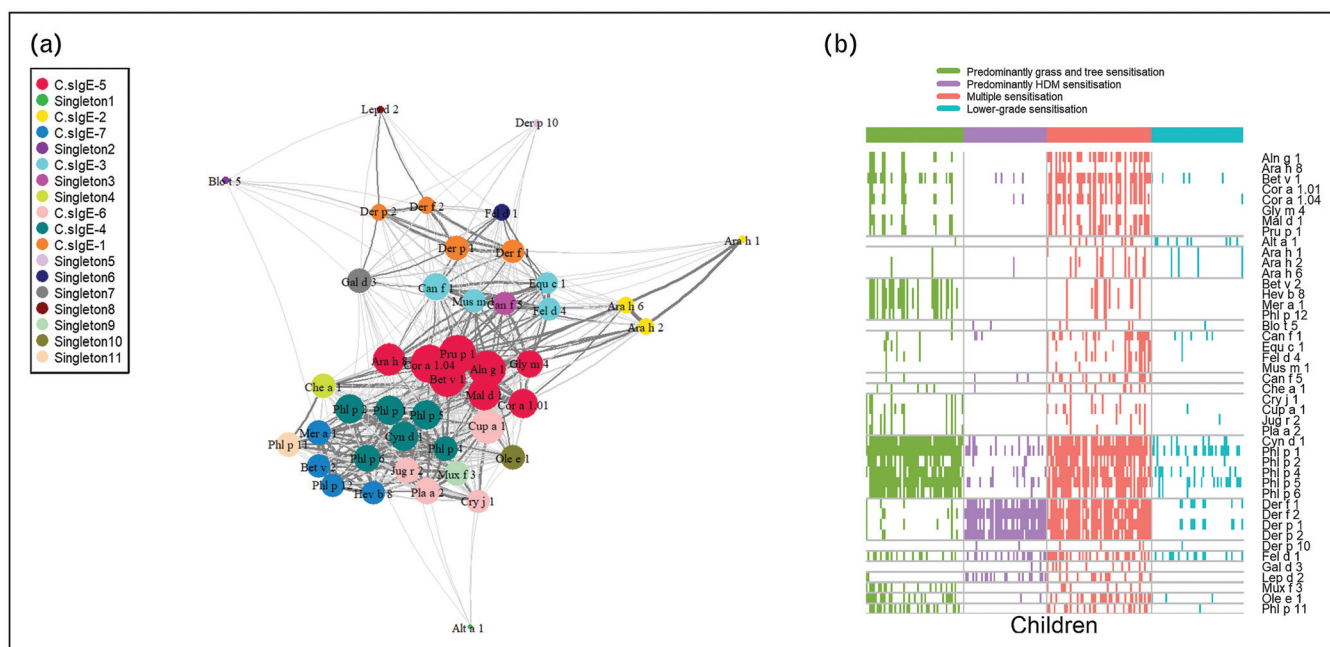 (a)
C.sIgE-5
Singleton1
C.sIgE-2
C.sIgE-7
Singleton2
C.sIgE-3
Singleton3
Singleton4
C.sIgE-6
C.sIgE-4
C.sIgE-1
Singleton5
Singleton6
Singleton7
Singleton8
Singleton9
Singleton10
Singleton11
Lep d 2
Der p 10
Blo t 5
Der p 2
Der f 2
Fel d 1
Ara h 1
Der p 1
Der f 1
Gal d 3
Can f 1
Equ c 1
Mus m 1
Can f 5
Fel d 4
Ara h 6
Ara h 2
Pru p 1
Ara h 8
Cor a 1.04
Aln g 1
Gly m 4
Bet v 1
Che a 1
Mal d 1
Cor a 1.01
Phl p 2
Phl p 1
Phl p 5
Mer a 1
Cyn d 1
Cup a 1
Phl p 11
Phl p 4
Phl p 6
Ole e 1
Bet v 2
Jug r 2
Mux f 3
Phl p 12
Hev b 8
Pla a 2
Cry j 1
Alt a 1
(b)
Predominantly grass and tree sensitisation
Predominantly HDM sensitisation
Multiple sensitisation
Lower-grade sensitisation
Aln g 1
Ara h 8
Bet v 1
Cor a 1.01
Cor a 1.04
Gly m 4
Mal d 1
Pru p 1
Alt a 1
Ara h 1
Ara h 2
Ara h 6
Bet v 2
Hev b 8
Mer a 1
Phl p 12
Blo t 5
Can f 1
Equ c 1
Fel d 4
Mus m 1
Can f 5
Che a 1
Cry j 1
Cup a 1
Jug r 2
Pla a 2
Cyn d 1
Phl p 1
Phl p 2
Phl p 4
Phl p 5
Phl p 6
Der f 1
Der f 2
Der p 1
Der p 2
Der p 10
Fel d 1
Gal d 3
Lep d 2
Mux f 3
Ole e 1
Phl p 11
Children